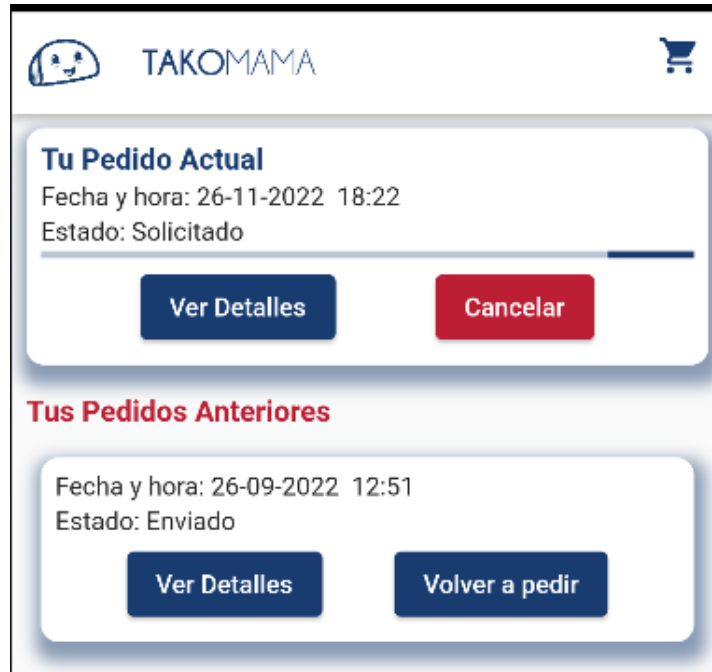 TAKOMAMA
Tu Pedido Actual
Fecha y hora: 26-11-2022 18:22
Estado: Solicitado
Ver Detalles
Cancelar
Tus Pedidos Anteriores
Fecha y hora: 26-09-2022 12:51
Estado: Enviado
Ver Detalles
Volver a pedir